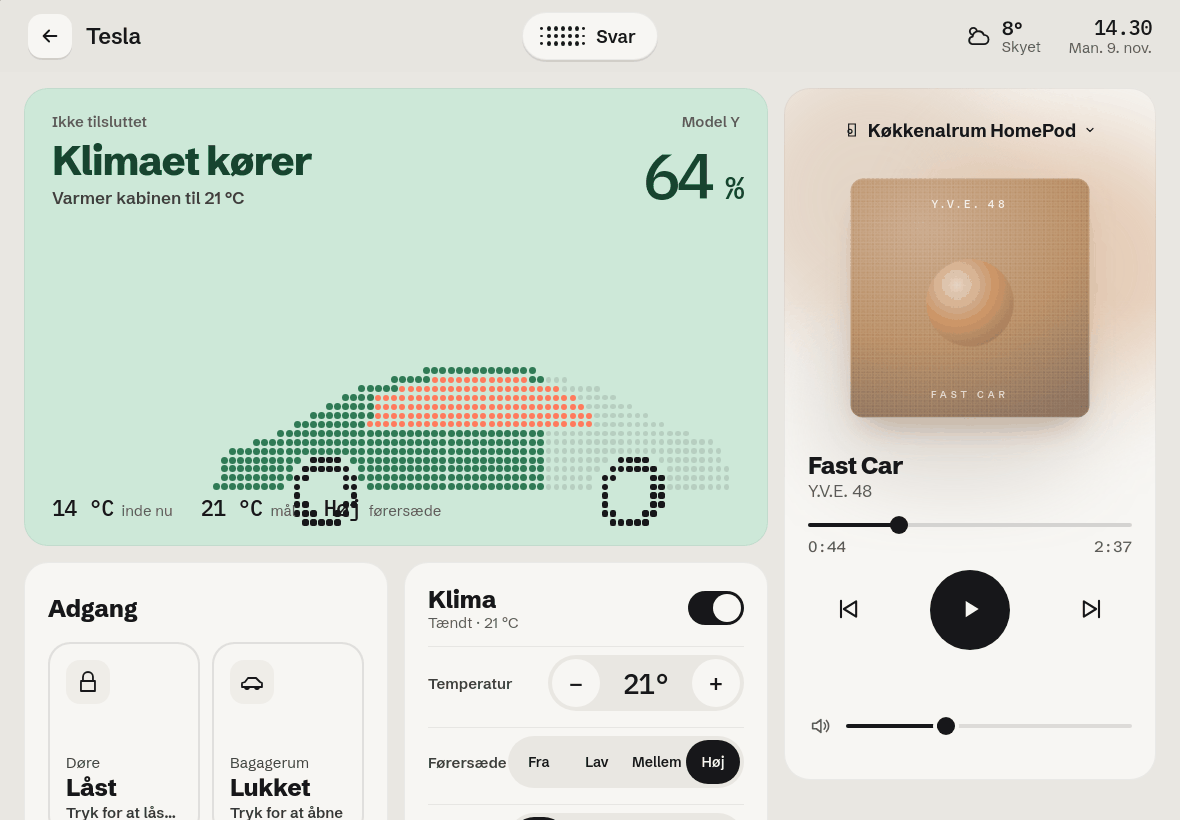 Tesla
Svar
8°
Skyet
14.30
Man. 9. nov.
Ikke tilsluttet
Model Y
Klimaet kører
64 %
Varmer kabinen til 21 °C
14 °C inde nu
21 °C
Høj førersæde
Køkkenalrum HomePod
Y.V.E. 48
FAST CAR
Fast Car
Y.V.E. 48
0:44
2:37
Adgang
Døre
Låst
Tryk for at lås…
Bagagerum
Lukket
Tryk for at åbne
Klima
Tændt · 21 °C
Temperatur
− 21° +
Førersæde
Fra Lav Mellem Høj